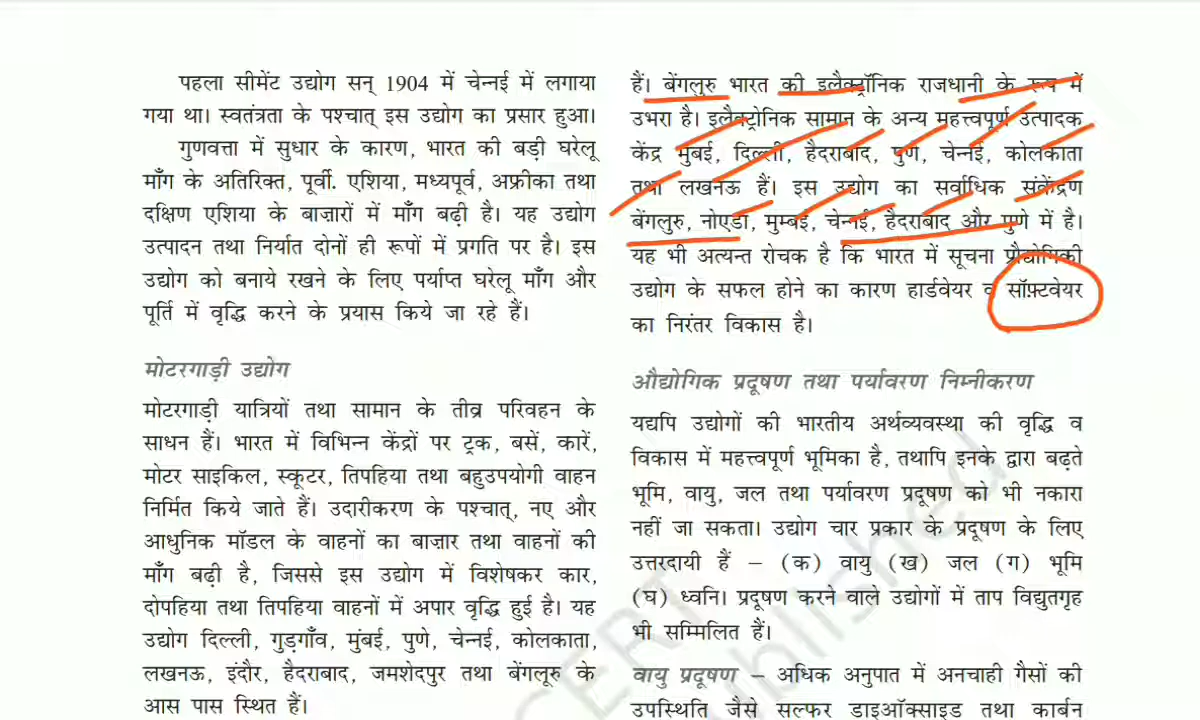 पहला सीमेंट उद्योग सन् 1904 में चेन्नई में लगाया
गया था। स्वतंत्रता के पश्चात् इस उद्योग का प्रसार हुआ।
गुणवत्ता में सुधार के कारण, भारत की बड़ी घरेलू
माँग के अतिरिक्त, पूर्वी. एशिया, मध्यपूर्व, अफ्रीका तथा
दक्षिण एशिया के बाज़ारों में माँग बढ़ी है। यह उद्योग
उत्पादन तथा निर्यात दोनों ही रूपों में प्रगति पर है। इस
उद्योग को बनाये रखने के लिए पर्याप्त घरेलू माँग और
पूर्ति में वृद्धि करने के प्रयास किये जा रहे हैं।
मोटरगाड़ी उद्योग
मोटरगाड़ी यात्रियों तथा सामान के तीव्र परिवहन के
साधन हैं। भारत में विभिन्न केंद्रों पर ट्रक, बसें, कारें,
मोटर साइकिल, स्कूटर, तिपहिया तथा बहुउपयोगी वाहन
निर्मित किये जाते हैं। उदारीकरण के पश्चात्, नए और
आधुनिक मॉडल के वाहनों का बाज़ार तथा वाहनों की
माँग बढ़ी है, जिससे इस उद्योग में विशेषकर कार,
दोपहिया तथा तिपहिया वाहनों में अपार वृद्धि हुई है। यह
उद्योग दिल्ली, गुड़गाँव, मुंबई, पुणे, चेन्नई, कोलकाता,
लखनऊ, इंदौर, हैदराबाद, जमशेदपुर तथा बेंगलूरु के
आस पास स्थित हैं।
हैं। बेंगलुरु भारत की इलैक्ट्रॉनिक राजधानी के रूप में
उभरा है। इलैक्ट्रोनिक सामान के अन्य महत्त्वपूर्ण उत्पादक
केंद्र मुंबई, दिल्ली, हैदराबाद, पुणे, चेन्नई, कोलकाता
तथा लखनऊ हैं। इस उद्योग का सर्वाधिक संकेंद्रण
बेंगलुरु, नोएडा, मुम्बई, चेन्नई, हैदराबाद और पुणे में है।
यह भी अत्यन्त रोचक है कि भारत में सूचना प्रौद्योगिकी
उद्योग के सफल होने का कारण हार्डवेयर व सॉफ़्टवेयर
का निरंतर विकास है।
औद्योगिक प्रदूषण तथा पर्यावरण निम्नीकरण
यद्यपि उद्योगों की भारतीय अर्थव्यवस्था की वृद्धि व
विकास में महत्त्वपूर्ण भूमिका है, तथापि इनके द्वारा बढ़ते
भूमि, वायु, जल तथा पर्यावरण प्रदूषण को भी नकारा
नहीं जा सकता। उद्योग चार प्रकार के प्रदूषण के लिए
उत्तरदायी हैं – (क) वायु (ख) जल (ग) भूमि
(घ) ध्वनि। प्रदूषण करने वाले उद्योगों में ताप विद्युतगृह
भी सम्मिलित हैं।
वायु प्रदूषण – अधिक अनुपात में अनचाही गैसों की
उपस्थिति जैसे सल्फर डाइऑक्साइड तथा कार्बन